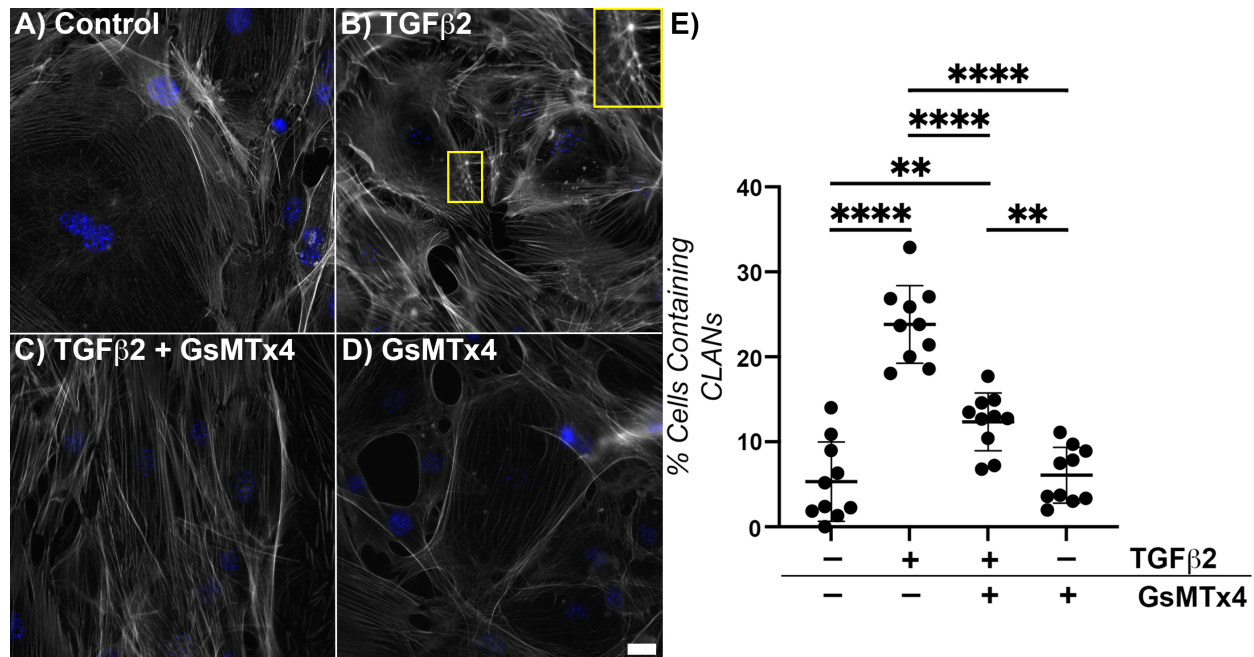 A) Control
B) TGFβ2
C) TGFβ2 + GsMTx4
D) GsMTx4
E)
% Cells Containing
CLANs
40
30
20
10
0
****
****
**
**** **
− + + − TGFβ2
− − + + GsMTx4